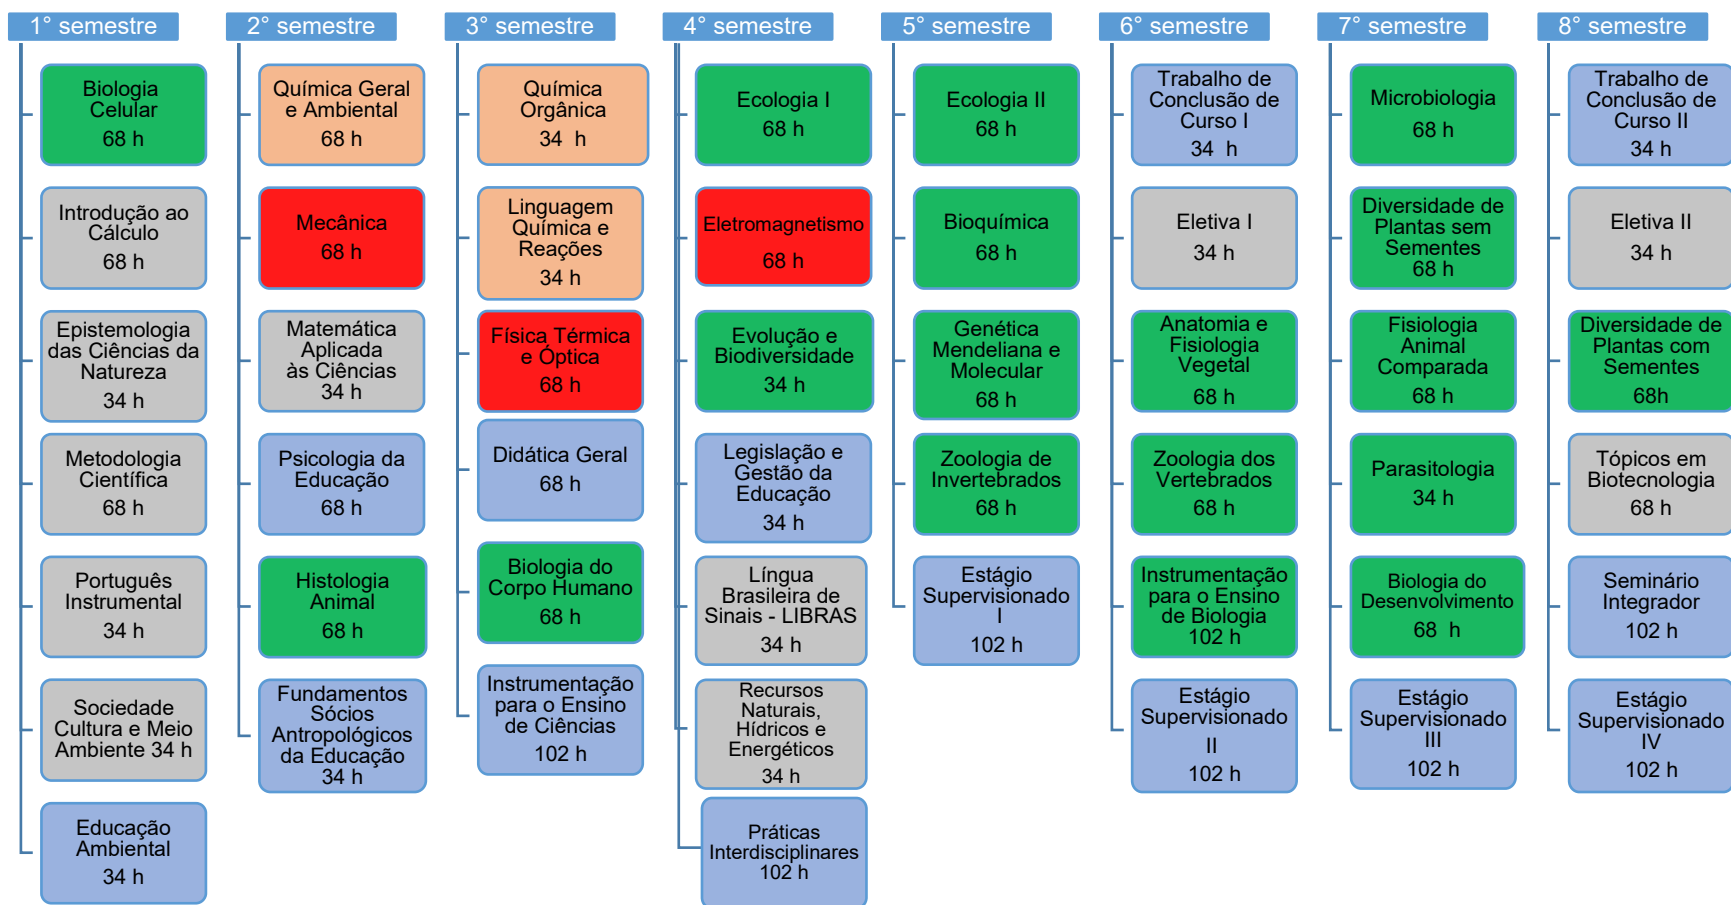 1° semestre
Biologia
Celular
68 h
Introdução ao
Cálculo
68 h
Epistemologia
das Ciências da
Natureza
34 h
Metodologia
Científica
68 h
Português
Instrumental
34 h
Sociedade
Cultura e Meio
Ambiente 34 h
Educação
Ambiental
34 h
2° semestre
Química Geral
e Ambiental
68 h
Mecânica
68 h
Matemática
Aplicada
às Ciências
34 h
Psicologia da
Educação
68 h
Histologia
Animal
68 h
Fundamentos
Sócios
Antropológicos
da Educação
34 h
3° semestre
Química
Orgânica
34 h
Linguagem
Química e
Reações
34 h
Física Térmica
e Óptica
68 h
Didática Geral
68 h
Biologia do
Corpo Humano
68 h
Instrumentação
para o Ensino
de Ciências
102 h
4° semestre
Ecologia I
68 h
Eletromagnetismo
68 h
Evolução e
Biodiversidade
34 h
Legislação e
Gestão da
Educação
34 h
Língua
Brasileira de
Sinais - LIBRAS
34 h
Recursos
Naturais,
Hídricos e
Energéticos
34 h
Práticas
Interdisciplinares
102 h
5° semestre
Ecologia II
68 h
Bioquímica
68 h
Genética
Mendeliana e
Molecular
68 h
Zoologia de
Invertebrados
68 h
Estágio
Supervisionado
I
102 h
6° semestre
Trabalho de
Conclusão de
Curso I
34 h
Eletiva I
34 h
Anatomia e
Fisiologia
Vegetal
68 h
Zoologia dos
Vertebrados
68 h
Instrumentação
para o Ensino
de Biologia
102 h
Estágio
Supervisionado
II
102 h
7° semestre
Microbiologia
68 h
Diversidade de
Plantas sem
Sementes
68 h
Fisiologia
Animal
Comparada
68 h
Parasitologia
34 h
Biologia do
Desenvolvimento
68 h
Estágio
Supervisionado
III
102 h
8° semestre
Trabalho de
Conclusão de
Curso II
34 h
Eletiva II
34 h
Diversidade de
Plantas com
Sementes
68h
Tópicos em
Biotecnologia
68 h
Seminário
Integrador
102 h
Estágio
Supervisionado
IV
102 h